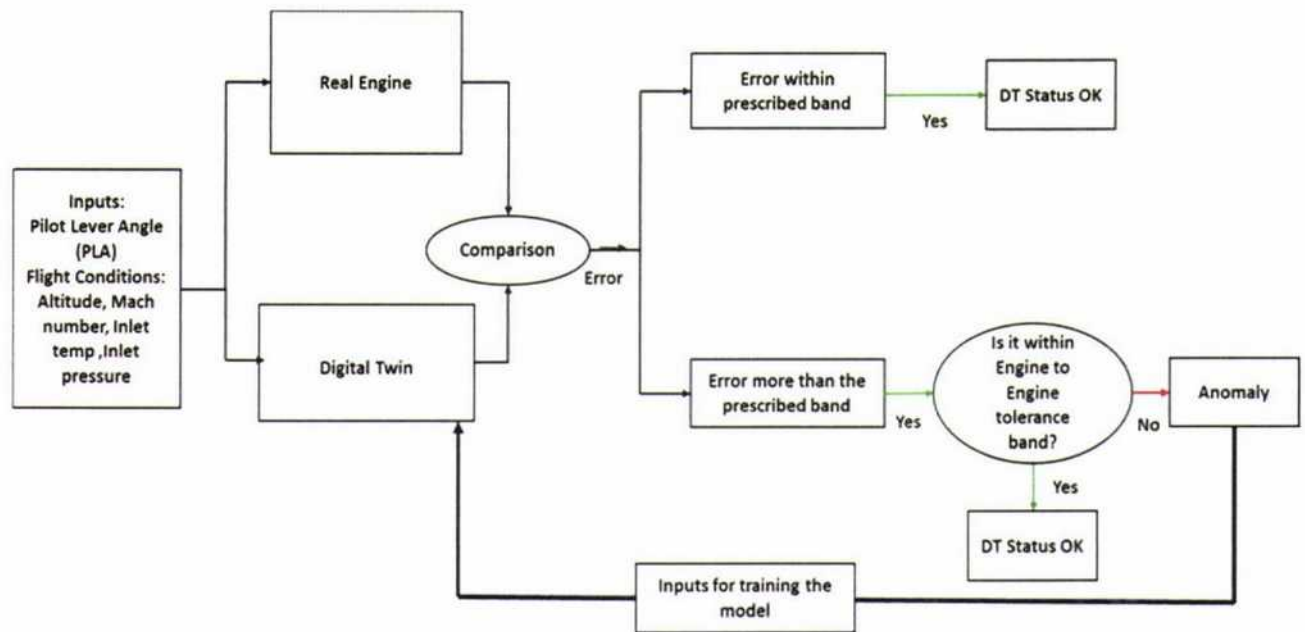 Real Engine
Error within
prescribed band
Yes
DT Status OK
Inputs:
Pilot Lever Angle
(PLA)
Flight Conditions:
Altitude, Mach
number, Inlet
temp ,Inlet
pressure
Comparison
Error
Digital Twin
Error more than the
prescribed band
Yes
Is it within
Engine to
Engine
tolerance
band?
No
Anomaly
Yes
DT Status OK
Inputs for training the
model